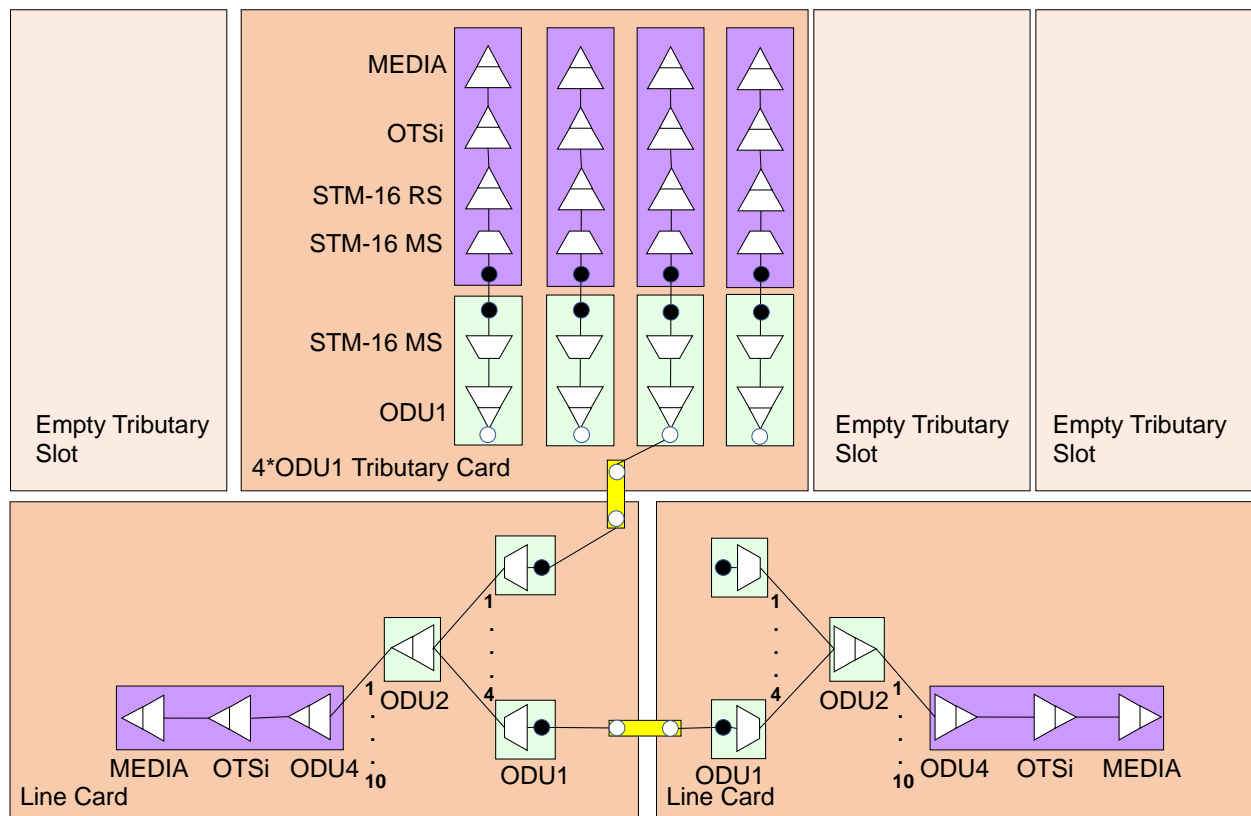 MEDIA
OTSi
STM-16 RS
STM-16 MS
STM-16 MS
ODU1
4*ODU1 Tributary Card
Empty Tributary
Slot
Empty Tributary
Slot
Empty Tributary
Slot
1
.
.
.
.
4
ODU2
1
.
.
.
10
ODU1
MEDIA OTSi ODU4
Line Card
1
.
.
.
.
4
ODU2
1
.
.
.
10
ODU1
ODU4 OTSi MEDIA
Line Card